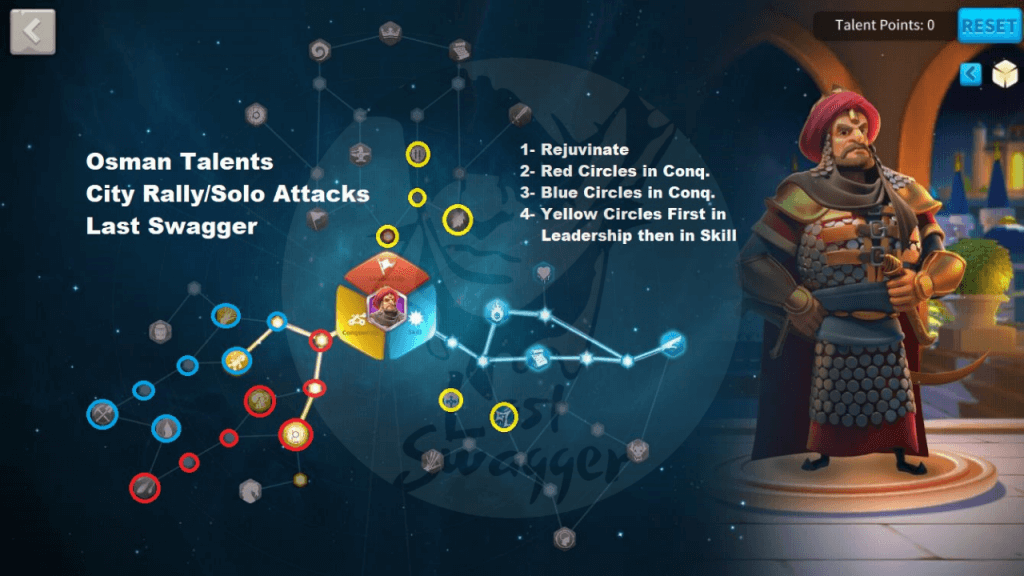 Talent Points: 0
RESET
Osman Talents
City Rally/Solo Attacks
Last Swagger
1- Rejuvinate
2- Red Circles in Conq.
3- Blue Circles in Conq.
4- Yellow Circles First in
Leadership then in Skill
Skill
Last
Swagger